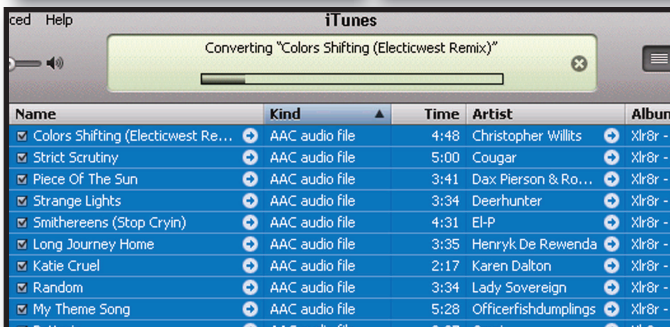 ced Help
iTunes
Converting "Colors Shifting (Electicwest Remix)"
Name Kind Time Artist Album
Colors Shifting (Electicwest Re... AAC audio file 4:48 Christopher Willits Xlr8r -
Strict Scrutiny AAC audio file 5:00 Cougar Xlr8r -
Piece Of The Sun AAC audio file 3:41 Dax Pierson & Ro... Xlr8r -
Strange Lights AAC audio file 3:34 Deerhunter Xlr8r -
Smithereens (Stop Cryin) AAC audio file 4:31 El-P Xlr8r -
Long Journey Home AAC audio file 3:35 Henryk De Rewenda Xlr8r -
Katie Cruel AAC audio file 2:17 Karen Dalton Xlr8r -
Random AAC audio file 3:34 Lady Sovereign Xlr8r -
My Theme Song AAC audio file 5:28 Officerfishdumplings Xlr8r -